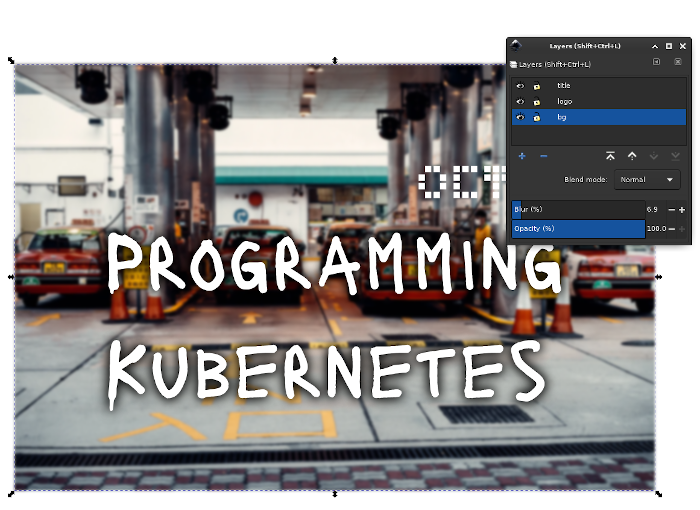 Layers (Shift+Ctrl+L)
Layers (Shift+Ctrl+L)
title
logo
bg
Blend mode: Normal
Blur (%) 6.9
Opacity (%) 100.0
PROGRAMMING
KUBERNETES